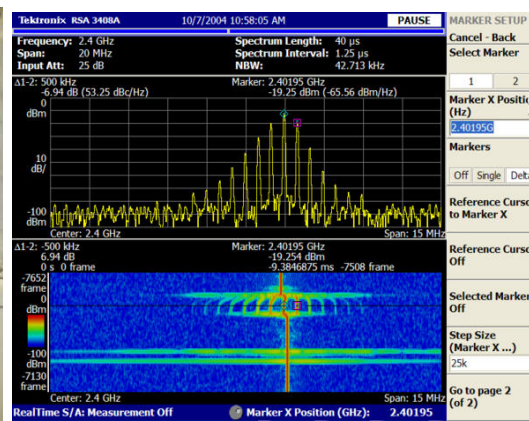 Tektronix RSA 3408A 10/7/2004 10:58:05 AM PAUSE MARKER SETUP
Frequency: 2.4 GHz Spectrum Length: 40 µs
Span: 20 MHz Spectrum Interval: 1.25 µs
Input Att: 25 dB NBW: 42.713 kHz
Δ1-2: 500 kHz Marker: 2.40195 GHz
-6.94 dB (53.25 dBc/Hz) -19.25 dBm (-65.56 dBm/Hz)
0
dBm
10
dB/
-100
dBm
Center: 2.4 GHz Span: 15 MHz
Δ1-2: -500 kHz Marker: 2.40195 GHz
6.94 dB -19.254 dBm
0 s 0 frame -9.3846875 ms -7508 frame
-7652
frame
0
dBm
-100
dBm
-7130
frame
Center: 2.4 GHz Span: 15 MHz
RealTime S/A: Measurement Off Marker X Position (GHz): 2.40195
Cancel - Back
Select Marker
1 2
Marker X Positio
(Hz)
2.40195G
Markers
Off Single Delta
Reference Curso
to Marker X
Reference Curso
Off
Selected Marker
Off
Step Size
(Marker X ...)
25k
Go to page 2
(of 2)